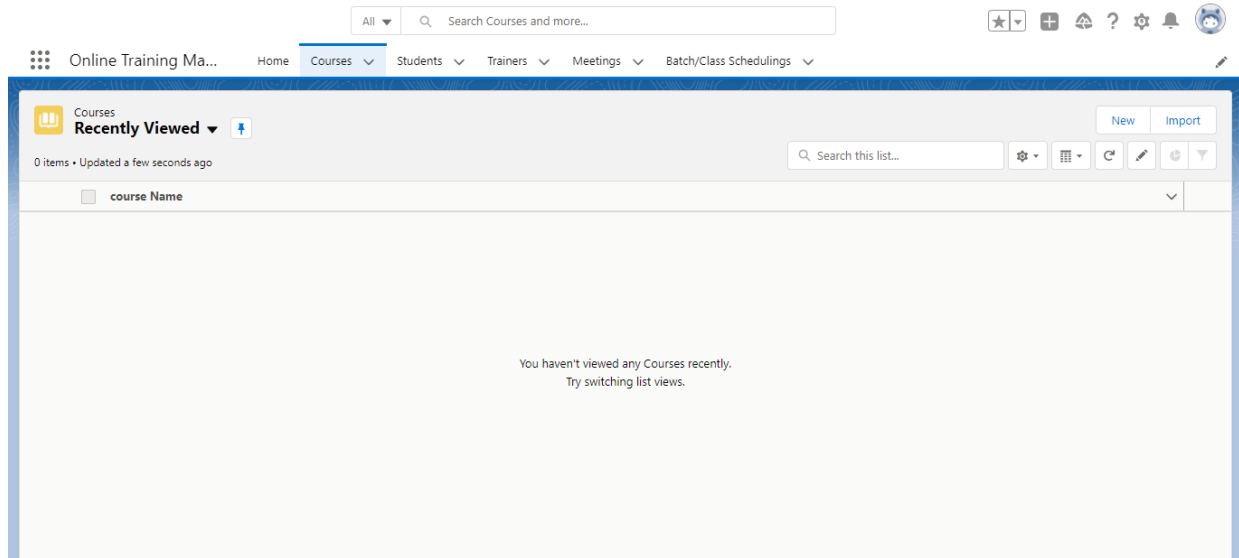 All Search Courses and more...
Online Training Ma... Home Courses Students Trainers Meetings Batch/Class Schedulings
Courses
Recently Viewed
New Import
0 items • Updated a few seconds ago
Search this list...
course Name
You haven't viewed any Courses recently.
Try switching list views.